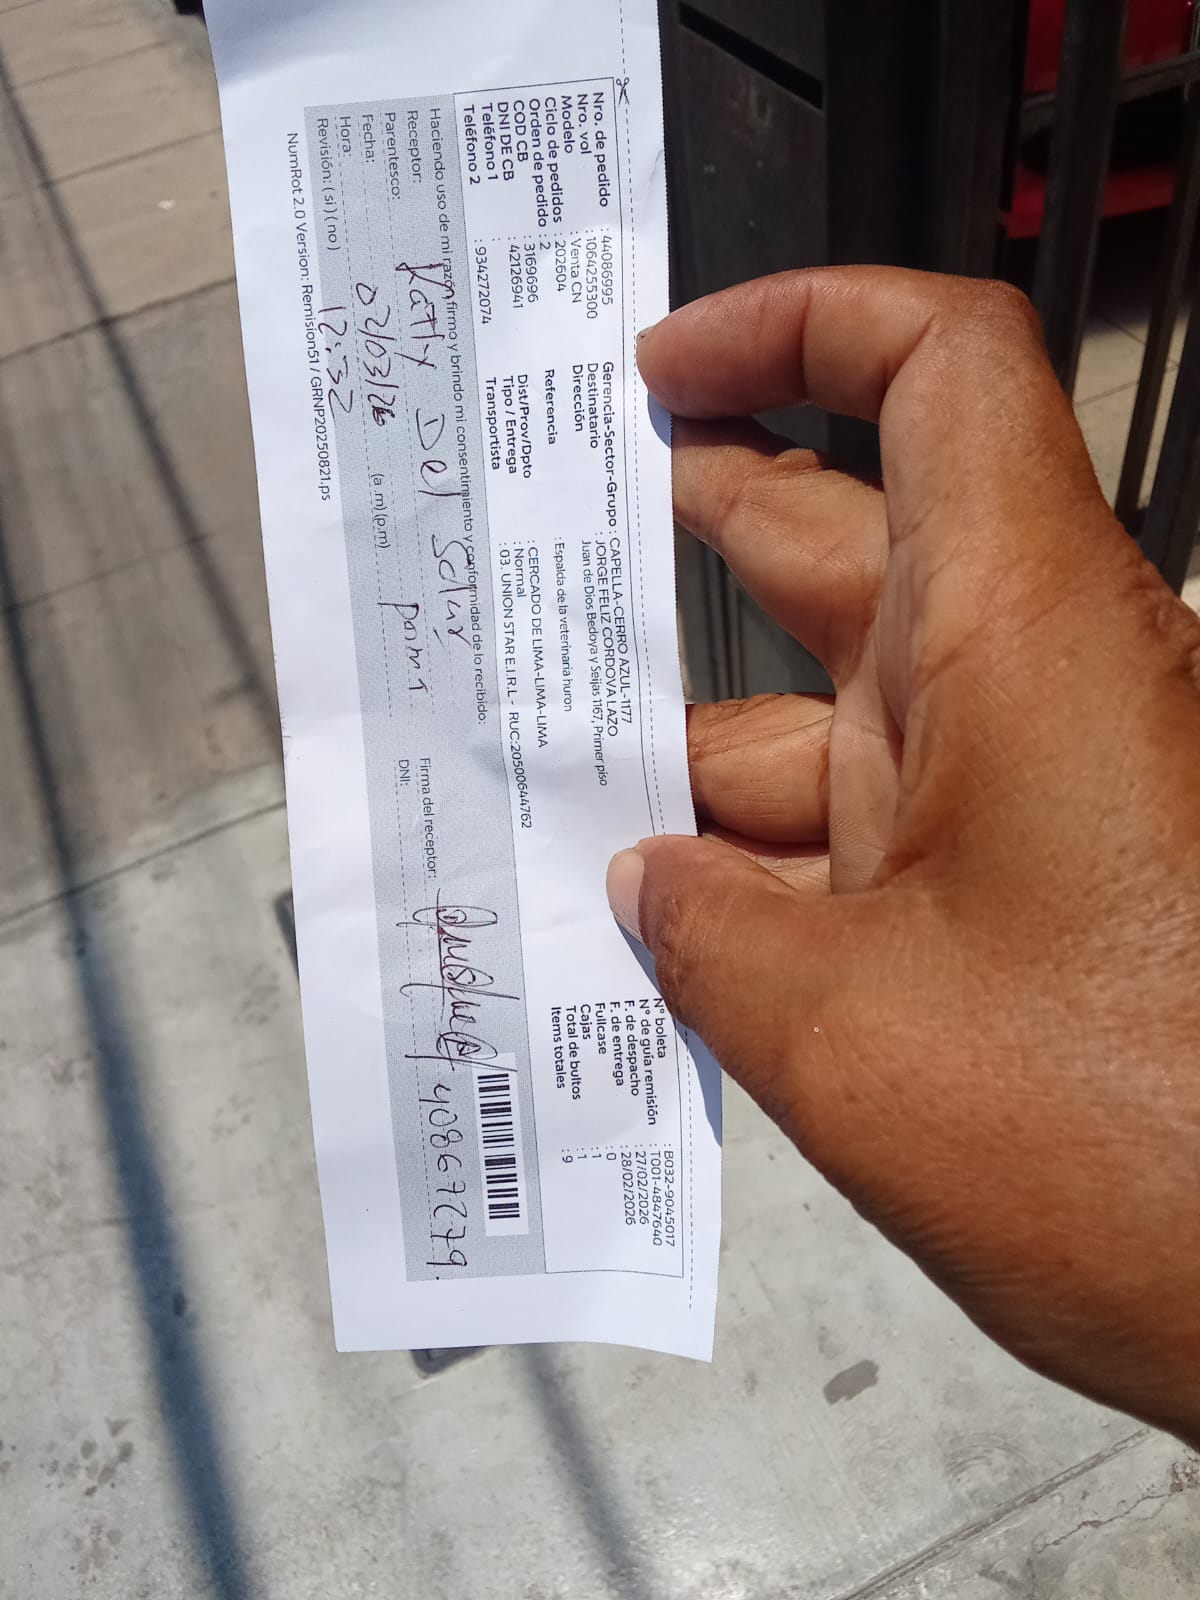 Nro. de pedido : 44086995
Nro. vol : 1064255300
Modelo : Venta CN
Ciclo de pedidos : 202604
Orden de pedido : 2
COD CB : 3169696
DNI DE CB : 42126941
Teléfono 1 :
Teléfono 2 : 934272074
Gerencia-Sector-Grupo : CAPELLA-CERRO AZUL-1177
Destinatario : JORGE FELIZ CORDOVA LAZO
Dirección Juan de Dios Bedoya y Seijas 1167, Primer piso
Referencia : Espalda de la veterinaria huron
Dist/Prov/Dpto : CERCADO DE LIMA-LIMA-LIMA
Tipo / Entrega : Normal
Transportista : 03. UNION STAR E.I.R.L - RUC:20500644762
N° boleta : B032-9045017
N° de guía remisión : T001-4847640
F. de despacho : 27/02/2026
F. de entrega : 28/02/2026
Fullcase : 0
Cajas : 1
Total de bultos : 1
Items totales : 9
Haciendo uso de mi razón firmo y brindo mi consentimiento y conformidad de lo recibido:
Receptor: Katty Del
Parentesco:
Fecha: 02/03/26 (a.m)(p.m)
Hora: 12:32
Revisión: ( si ) ( no )
Firma del receptor:
DNI: 40867279
NumRot 2.0 Version: Remision51 / GRNP20250821.ps